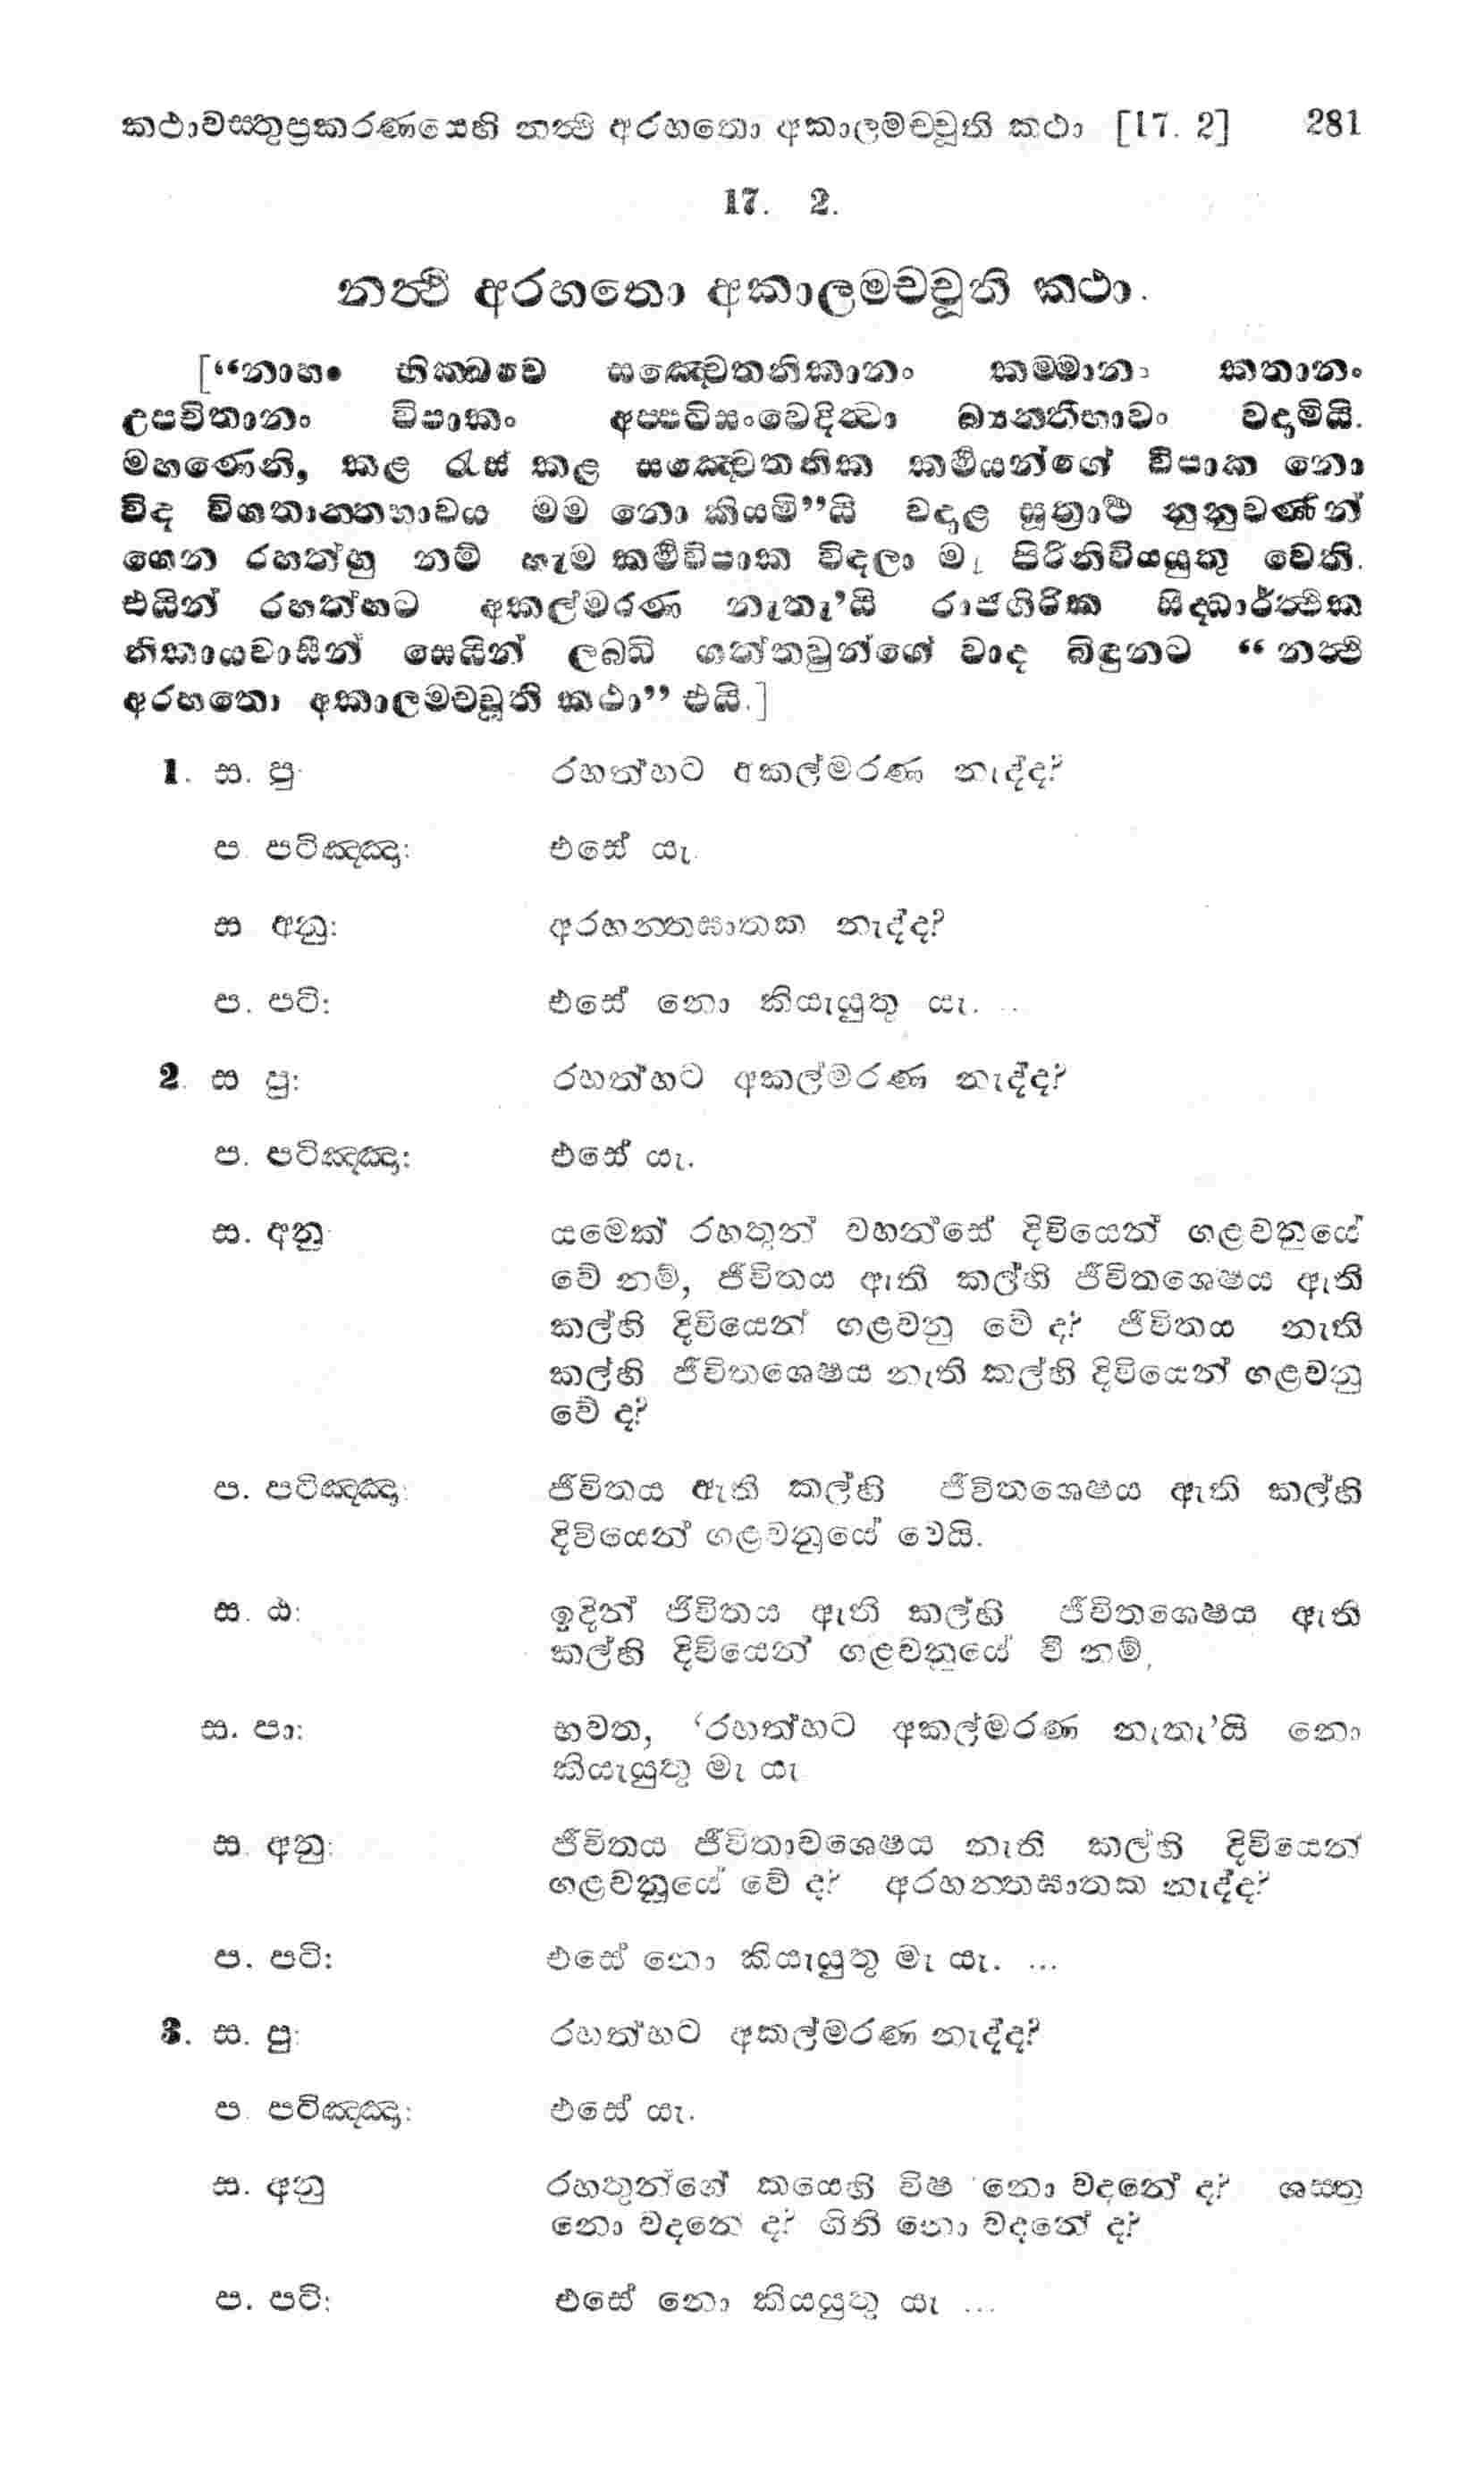 කථාවස්තුප්‍රකරණයෙහි නත්‍ථි අරහතො අකාලමච්චූති කථා [17. 2] 281
17. 2.
නත්‍ථි අරහතො අකාලමච්චූති කථා.
[“නාහං භික්ඛවෙ සඤ්චෙතනිකානං කම්මානං කතානං
උපචිතානං විපාකං අප්පටිසංවෙදිත්‍වා බ්‍යන්තීභාවං වදාමියි.
මහණෙනි, කළ රැස් කළ සඤ්චෙතනික කර්‍මයන්ගේ විපාක නො
විඳ විගතාන්තභාවය මම නො කියමි”යි වදාළ සූත්‍රාර්‍ථ නුනුවණින්
ගෙන රහත්හු නම් හැම කර්‍මවිපාක විඳලා මැ පිරිනිවියයුතු වෙති.
එයින් රහත්හට අකල්මරණ නැතැ’යි රාජගිරික සිද්ධාර්ත්‍ථික
නිකායවාසීන් සෙයින් ලබ්ධි ගත්තවුන්ගේ වාද බිඳුනට “නත්‍ථි
අරහතො අකාලමච්චූති කථා” එයි.]
1. ස. පු. රහත්හට අකල්මරණ නැද්ද?
ප. පටිඤ්ඤා: එසේ යැ.
ස අනු: අරහන්තඝාතක නැද්ද?
ප. පටි: එසේ නො කියැයුතු යැ. ...
2. ස පු: රහත්හට අකල්මරණ නැද්ද?
ප. පටිඤ්ඤා: එසේ යැ.
ස. අනු යමෙක් රහතුන් වහන්සේ දිවියෙන් ගළවනුයේ
වේ නම්, ජීවිතය ඇති කල්හි ජීවිතශෙෂය ඇති
කල්හි දිවියෙන් ගළවනු වේ ද? ජීවිතය නැති
කල්හි ජීවිතශෙෂය නැති කල්හි දිවියෙන් ගළවනු
වේ ද?
ප. පටිඤ්ඤා: ජීවිතය ඇති කල්හි ජීවිතශෙෂය ඇති කල්හි
දිවියෙන් ගළවනුයේ වෙයි.
ස. ඨ: ඉදින් ජීවිතය ඇති කල්හි ජීවිතශෙෂය ඇති
කල්හි දිවියෙන් ගළවනුයේ වී නම්,
ස. පා: භවත, ‘රහත්හට අකල්මරණ නැතැ’යි නො
කියැයුතු මැ යැ
ස. අනු: ජීවිතය ජීවිතාවශෙෂය නැති කල්හි දිවියෙන්
ගළවනුයේ වේ ද? අරහන්තඝාතක නැද්ද?
ප. පටි: එසේ නො කියැයුතු මැ යැ. ...
3. ස. පු: රහත්හට අකල්මරණ නැද්ද?
ප. පටිඤ්ඤා: එසේ යැ.
ස. අනු රහතුන්ගේ කයෙහි විෂ නො වදනේ ද? ශස්ත්‍ර
නො වදනේ ද? ගිනි නො වදනේ ද?
ප. පටි: එසේ නො කියයුතු යැ ...